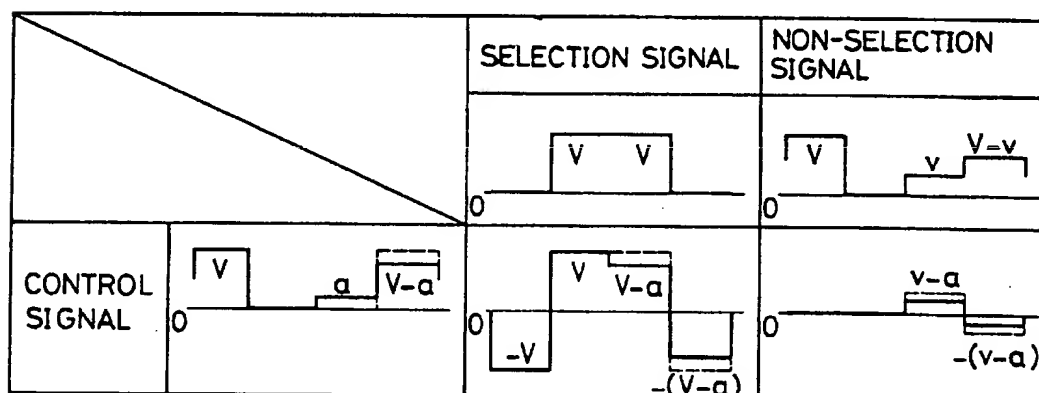 SELECTION SIGNAL
NON-SELECTION
SIGNAL
V V
0
V v V=v
0
CONTROL
SIGNAL
V a V-a
0
V V-a
0
-V
-(V-a)
v-a
0
-(v-a)